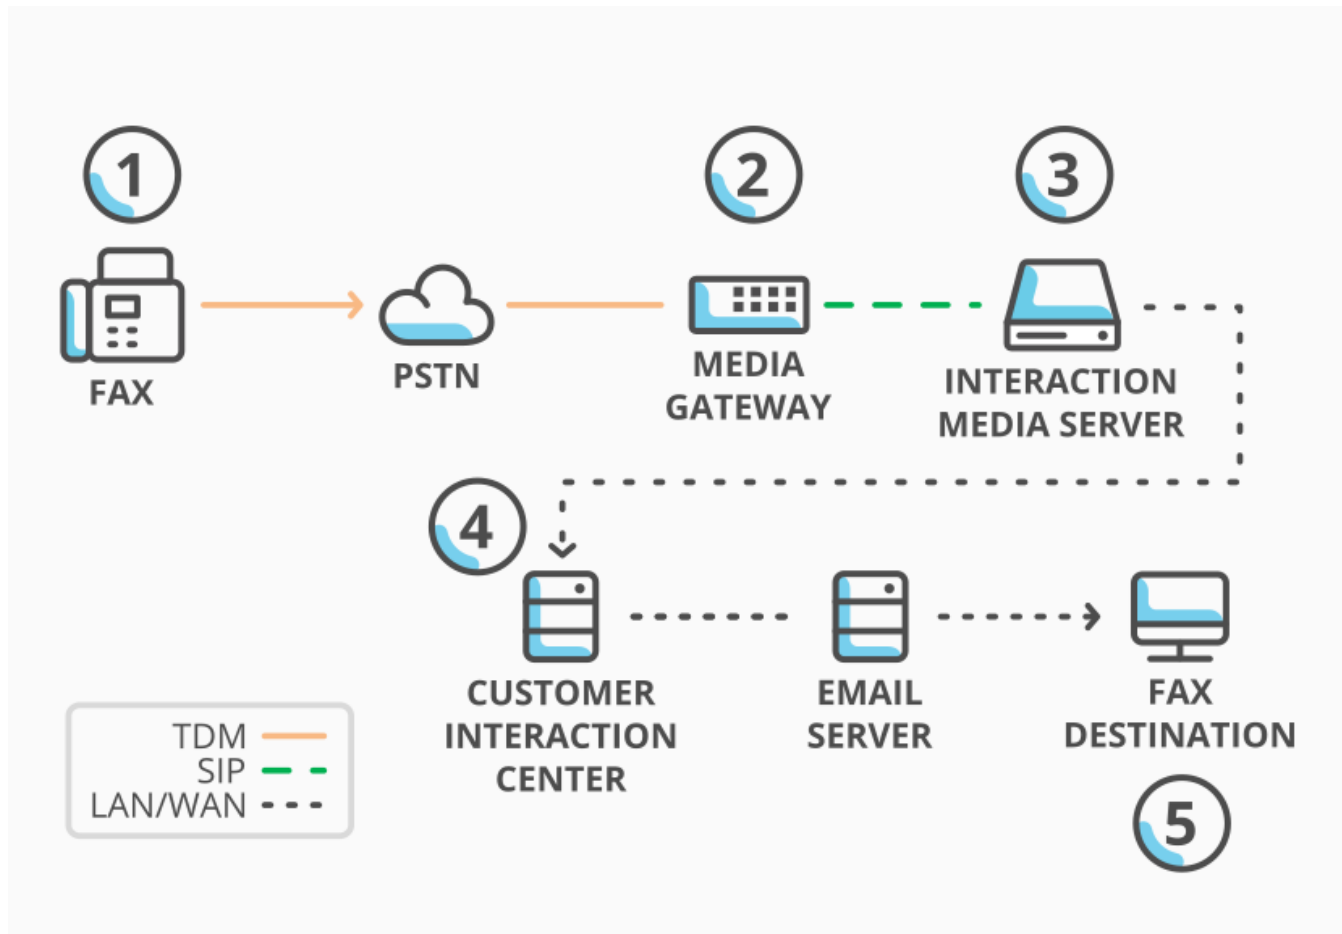 1
2
3
FAX
PSTN
MEDIA
GATEWAY
INTERACTION
MEDIA SERVER
4
CUSTOMER
INTERACTION
CENTER
EMAIL
SERVER
FAX
DESTINATION
5
TDM
SIP
LAN/WAN